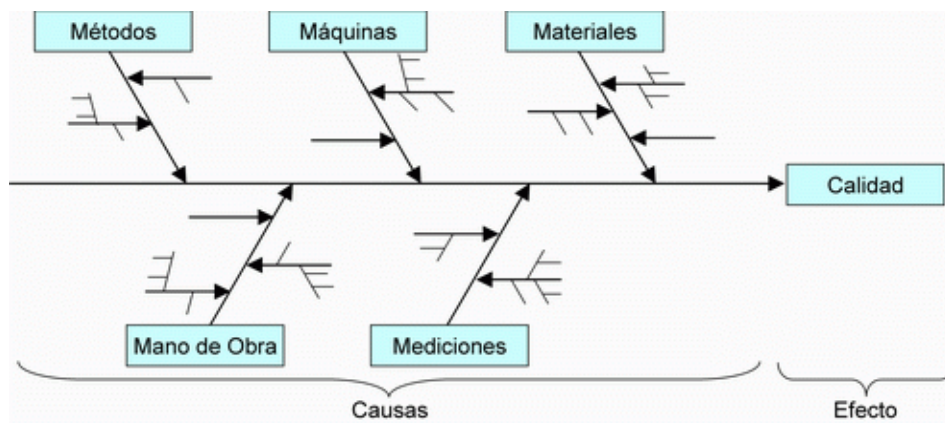 Métodos
Máquinas
Materiales
Calidad
Mano de Obra
Mediciones
Causas
Efecto